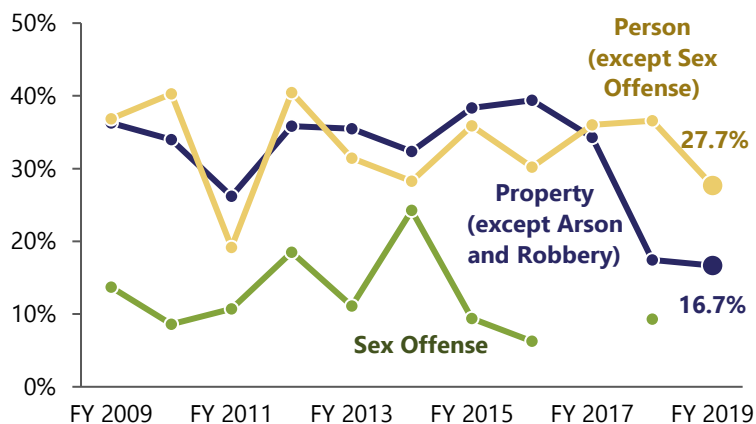 50%
40%
30%
20%
10%
0%
Person
(except Sex
Offense)
27.7%
Property
(except Arson
and Robbery)
16.7%
Sex Offense
FY 2009
FY 2011
FY 2013
FY 2015
FY 2017
FY 2019